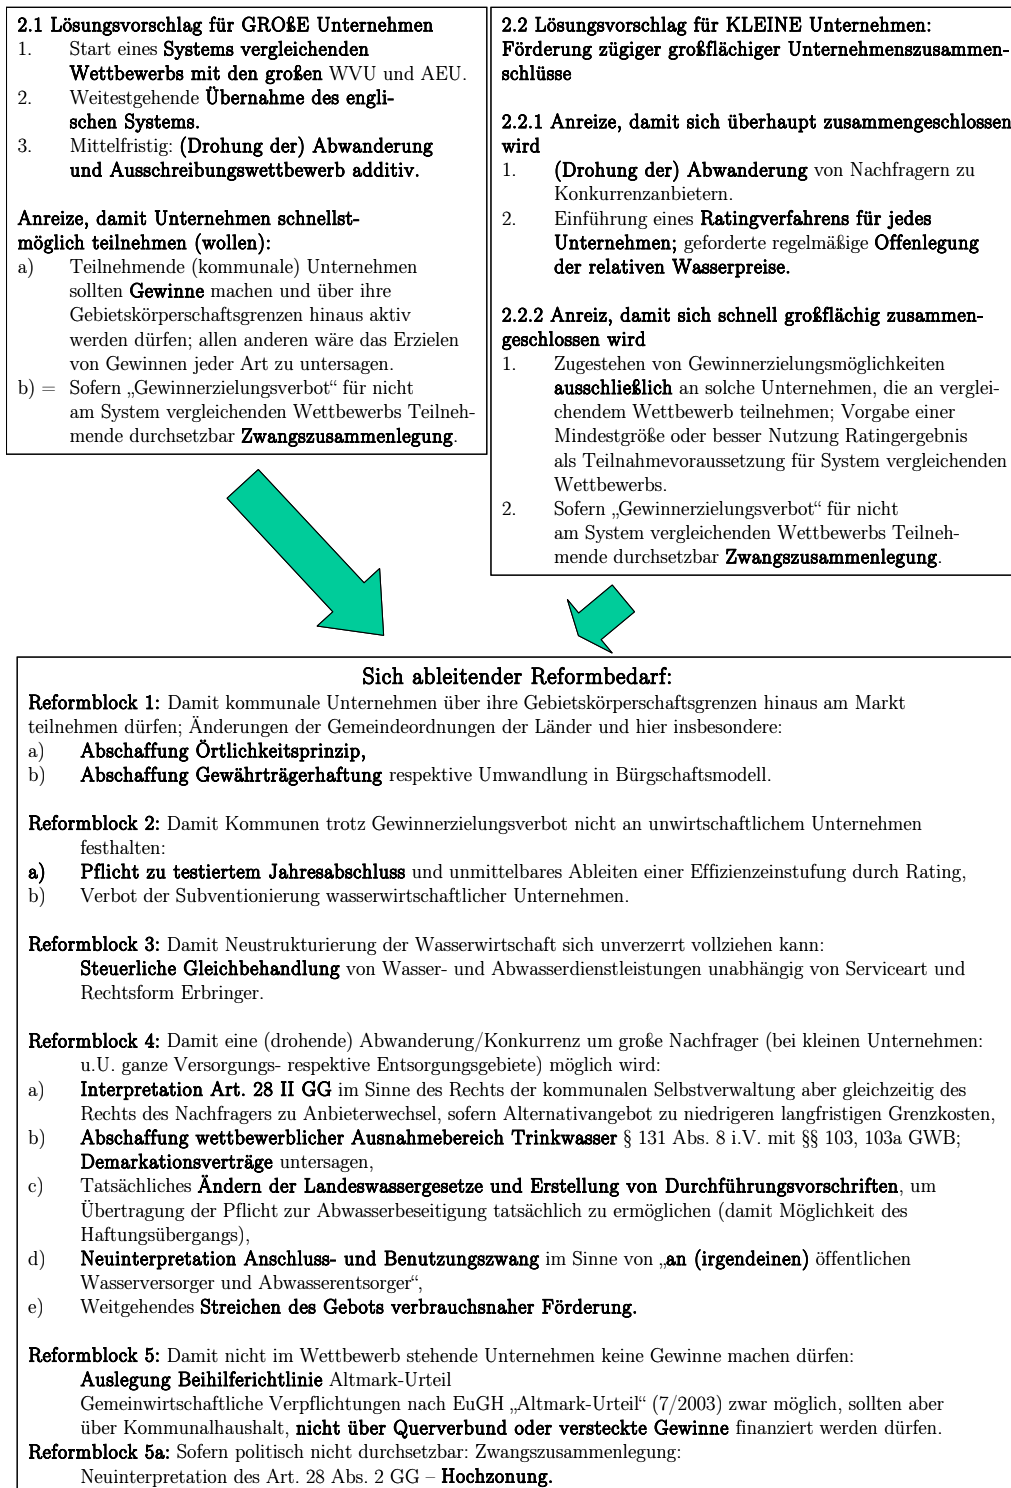 2.1 Lösungsvorschlag für GROßE Unternehmen
1. Start eines Systems vergleichenden
Wettbewerbs mit den großen WVU und AEU.
2. Weitestgehende Übernahme des engli-
schen Systems.
3. Mittelfristig: (Drohung der) Abwanderung
und Ausschreibungswettbewerb additiv.
Anreize, damit Unternehmen schnellst-
möglich teilnehmen (wollen):
a) Teilnehmende (kommunale) Unternehmen
sollten Gewinne machen und über ihre
Gebietskörperschaftsgrenzen hinaus aktiv
werden dürfen; allen anderen wäre das Erzielen
von Gewinnen jeder Art zu untersagen.
b) = Sofern „Gewinnerzielungsverbot“ für nicht
am System vergleichenden Wettbewerbs Teilneh-
mende durchsetzbar Zwangszusammenlegung.
2.2 Lösungsvorschlag für KLEINE Unternehmen:
Förderung zügiger großflächiger Unternehmenszusammen-
schlüsse
2.2.1 Anreize, damit sich überhaupt zusammengeschlossen
wird
1. (Drohung der) Abwanderung von Nachfragern zu
Konkurrenzanbietern.
2. Einführung eines Ratingverfahrens für jedes
Unternehmen; geforderte regelmäßige Offenlegung
der relativen Wasserpreise.
2.2.2 Anreiz, damit sich schnell großflächig zusammen-
geschlossen wird
1. Zugestehen von Gewinnerzielungsmöglichkeiten
ausschließlich an solche Unternehmen, die an verglei-
chendem Wettbewerb teilnehmen; Vorgabe einer
Mindestgröße oder besser Nutzung Ratingergebnis
als Teilnahmevoraussetzung für System vergleichenden
Wettbewerbs.
2. Sofern „Gewinnerzielungsverbot“ für nicht
am System vergleichenden Wettbewerbs Teilneh-
mende durchsetzbar Zwangszusammenlegung.
Sich ableitender Reformbedarf:
Reformblock 1: Damit kommunale Unternehmen über ihre Gebietskörperschaftsgrenzen hinaus am Markt
teilnehmen dürfen; Änderungen der Gemeindeordnungen der Länder und hier insbesondere:
a) Abschaffung Örtlichkeitsprinzip,
b) Abschaffung Gewährträgerhaftung respektive Umwandlung in Bürgschaftsmodell.
Reformblock 2: Damit Kommunen trotz Gewinnerzielungsverbot nicht an unwirtschaftlichem Unternehmen
festhalten:
a) Pflicht zu testiertem Jahresabschluss und unmittelbares Ableiten einer Effizienzeinstufung durch Rating,
b) Verbot der Subventionierung wasserwirtschaftlicher Unternehmen.
Reformblock 3: Damit Neustrukturierung der Wasserwirtschaft sich unverzerrt vollziehen kann:
Steuerliche Gleichbehandlung von Wasser- und Abwasserdienstleistungen unabhängig von Serviceart und
Rechtsform Erbringer.
Reformblock 4: Damit eine (drohende) Abwanderung/Konkurrenz um große Nachfrager (bei kleinen Unternehmen:
u.U. ganze Versorgungs- respektive Entsorgungsgebiete) möglich wird:
a) Interpretation Art. 28 II GG im Sinne des Rechts der kommunalen Selbstverwaltung aber gleichzeitig des
Rechts des Nachfragers zu Anbieterwechsel, sofern Alternativangebot zu niedrigeren langfristigen Grenzkosten,
b) Abschaffung wettbewerblicher Ausnahmebereich Trinkwasser § 131 Abs. 8 i.V. mit §§ 103, 103a GWB;
Demarkationsverträge untersagen,
c) Tatsächliches Ändern der Landeswassergesetze und Erstellung von Durchführungsvorschriften, um
Übertragung der Pflicht zur Abwasserbeseitigung tatsächlich zu ermöglichen (damit Möglichkeit des
Haftungsübergangs),
d) Neuinterpretation Anschluss- und Benutzungszwang im Sinne von „an (irgendeinen) öffentlichen
Wasserversorger und Abwasserentsorger“,
e) Weitgehendes Streichen des Gebots verbrauchsnaher Förderung.
Reformblock 5: Damit nicht im Wettbewerb stehende Unternehmen keine Gewinne machen dürfen:
Auslegung Beihilferichtlinie Altmark-Urteil
Gemeinwirtschaftliche Verpflichtungen nach EuGH „Altmark-Urteil“ (7/2003) zwar möglich, sollten aber
über Kommunalhaushalt, nicht über Querverbund oder versteckte Gewinne finanziert werden dürfen.
Reformblock 5a: Sofern politisch nicht durchsetzbar: Zwangszusammenlegung:
Neuinterpretation des Art. 28 Abs. 2 GG – Hochzonung.